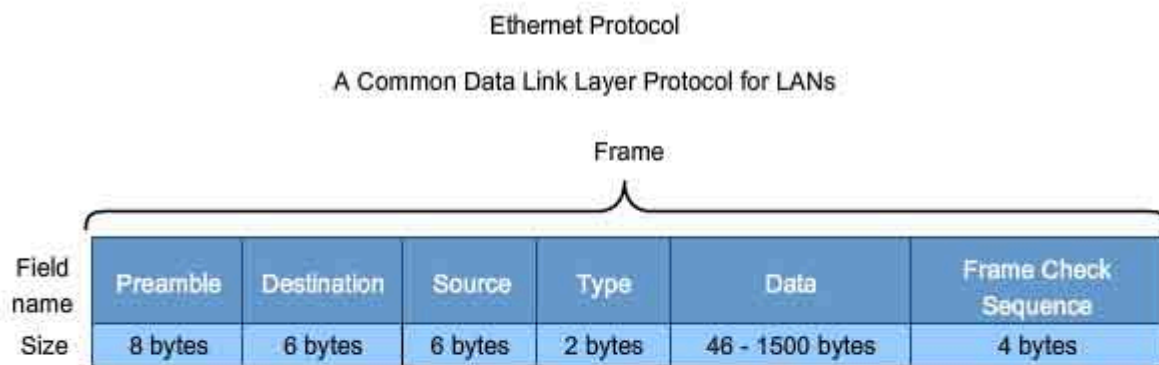 Ethernet Protocol
A Common Data Link Layer Protocol for LANs
Frame
Field name Preamble Destination Source Type Data Frame Check Sequence
Size 8 bytes 6 bytes 6 bytes 2 bytes 46 - 1500 bytes 4 bytes